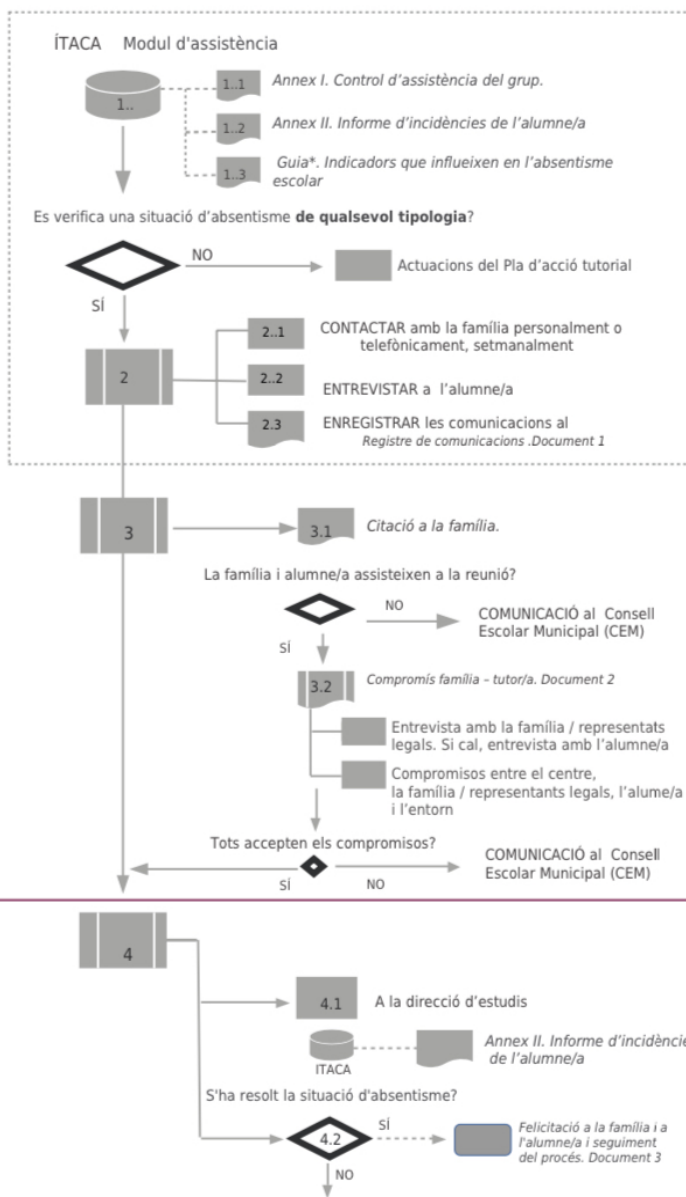 ÍTACA Modul d'assistència
1..
1..1 Annex I. Control d'assistència del grup.
1..2 Annex II. Informe d'incidències de l'alumne/a
1..3 Guia*. Indicadors que influeixen en l'absentisme
escolar
Es verifica una situació d'absentisme de qualsevol tipologia?
NO
Actuacions del Pla d'acció tutorial
SÍ
2
2..1 CONTACTAR amb la família personalment o
telefònicament, setmanalment
2..2 ENTREVISTAR a l'alumne/a
2.3 ENREGISTRAR les comunicacions al
Registre de comunicacions .Document 1
3
3.1 Citació a la família.
La família i alumne/a assisteixen a la reunió?
NO
COMUNICACIÓ al Consell
Escolar Municipal (CEM)
SÍ
3.2 Compromís família – tutor/a. Document 2
Entrevista amb la família / representats
legals. Si cal, entrevista amb l'alumne/a
Compromisos entre el centre,
la família / representants legals, l'alume/a
i l'entorn
Tots accepten els compromisos?
SÍ NO
COMUNICACIÓ al Consell
Escolar Municipal (CEM)
4
4.1 A la direcció d'estudis
ITACA
Annex II. Informe d'incidèncie
de l'alumne/a
S'ha resolt la situació d'absentisme?
4.2
SÍ
Felicitació a la família i a
l'alumne/a i seguiment
del procés. Document 3
NO